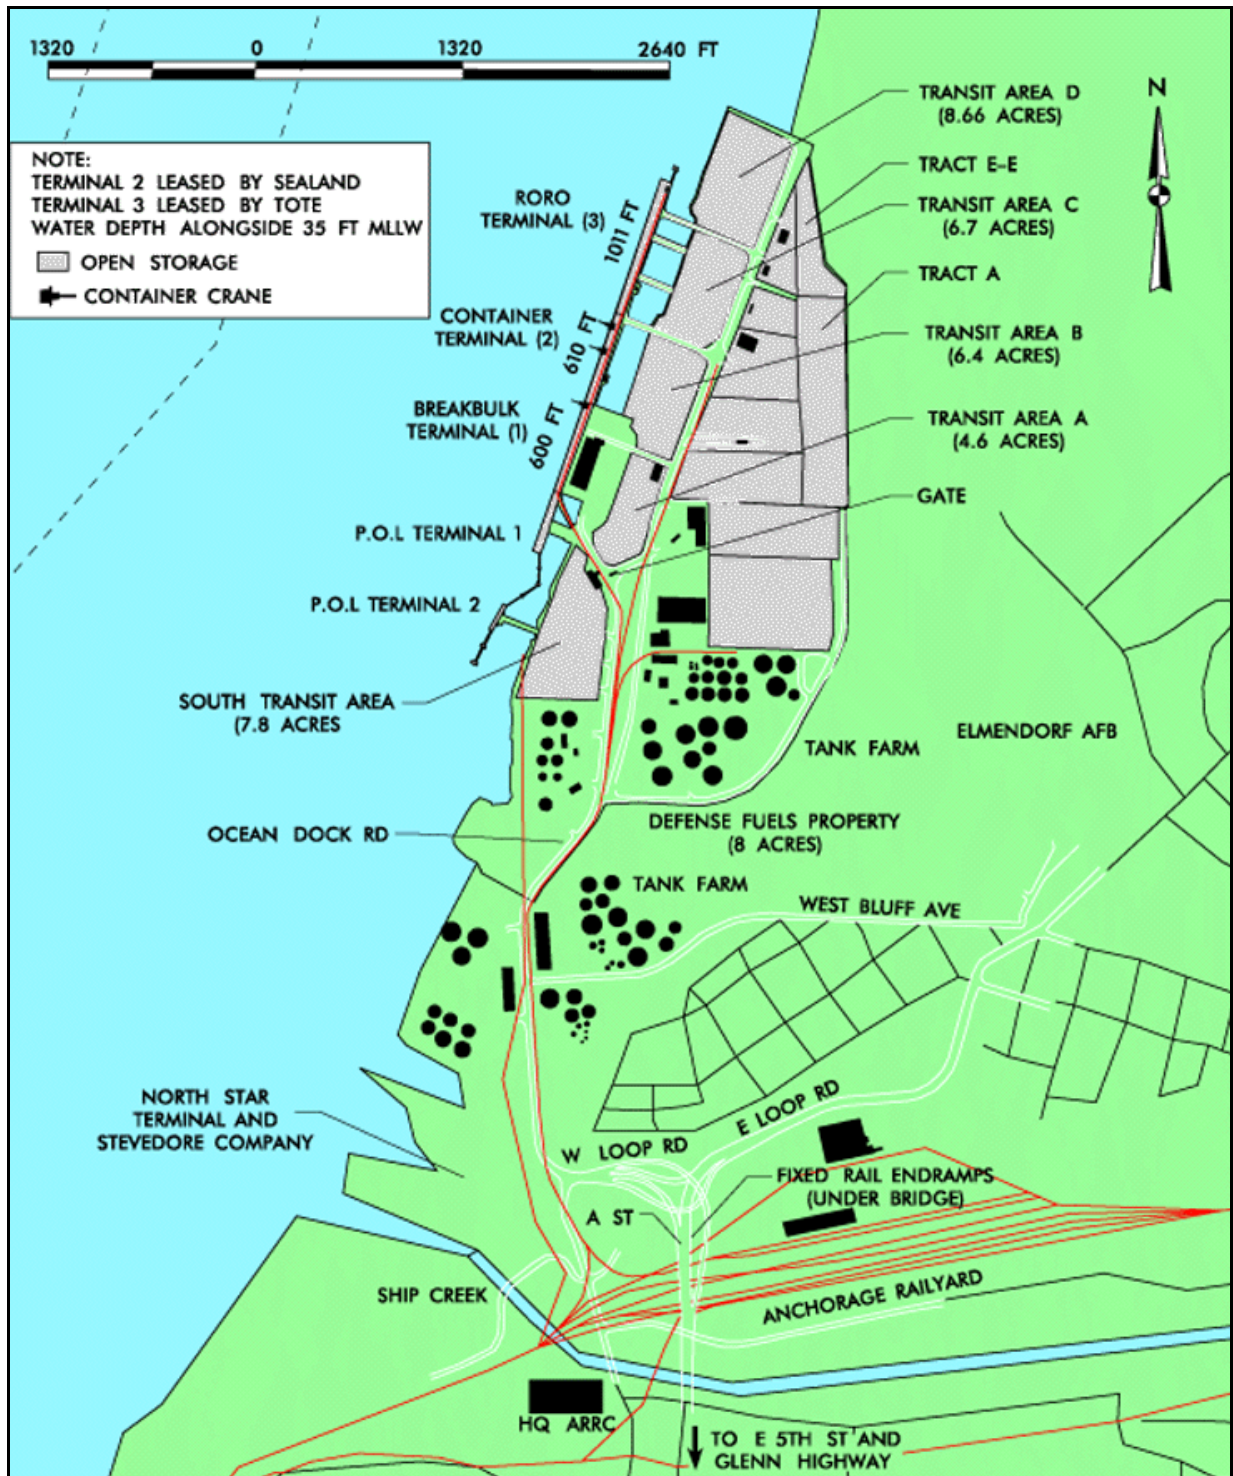 1320 0 1320 2640 FT
N
NOTE:
TERMINAL 2 LEASED BY SEALAND
TERMINAL 3 LEASED BY TOTE
WATER DEPTH ALONGSIDE 35 FT MLLW
OPEN STORAGE
CONTAINER CRANE
TRANSIT AREA D
(8.66 ACRES)
TRACT E-E
RORO
TERMINAL (3)
1011 FT
TRANSIT AREA C
(6.7 ACRES)
TRACT A
CONTAINER
TERMINAL (2)
610 FT
TRANSIT AREA B
(6.4 ACRES)
BREAKBULK
TERMINAL (1)
600 FT
TRANSIT AREA A
(4.6 ACRES)
GATE
P.O.L TERMINAL 1
P.O.L TERMINAL 2
SOUTH TRANSIT AREA
(7.8 ACRES
ELMENDORF AFB
TANK FARM
OCEAN DOCK RD
DEFENSE FUELS PROPERTY
(8 ACRES)
TANK FARM
WEST BLUFF AVE
NORTH STAR
TERMINAL AND
STEVEDORE COMPANY
E LOOP RD
W LOOP RD
FIXED RAIL ENDRAMPS
(UNDER BRIDGE)
A ST
SHIP CREEK
ANCHORAGE RAILYARD
HQ ARRC
TO E 5TH ST AND
GLENN HIGHWAY